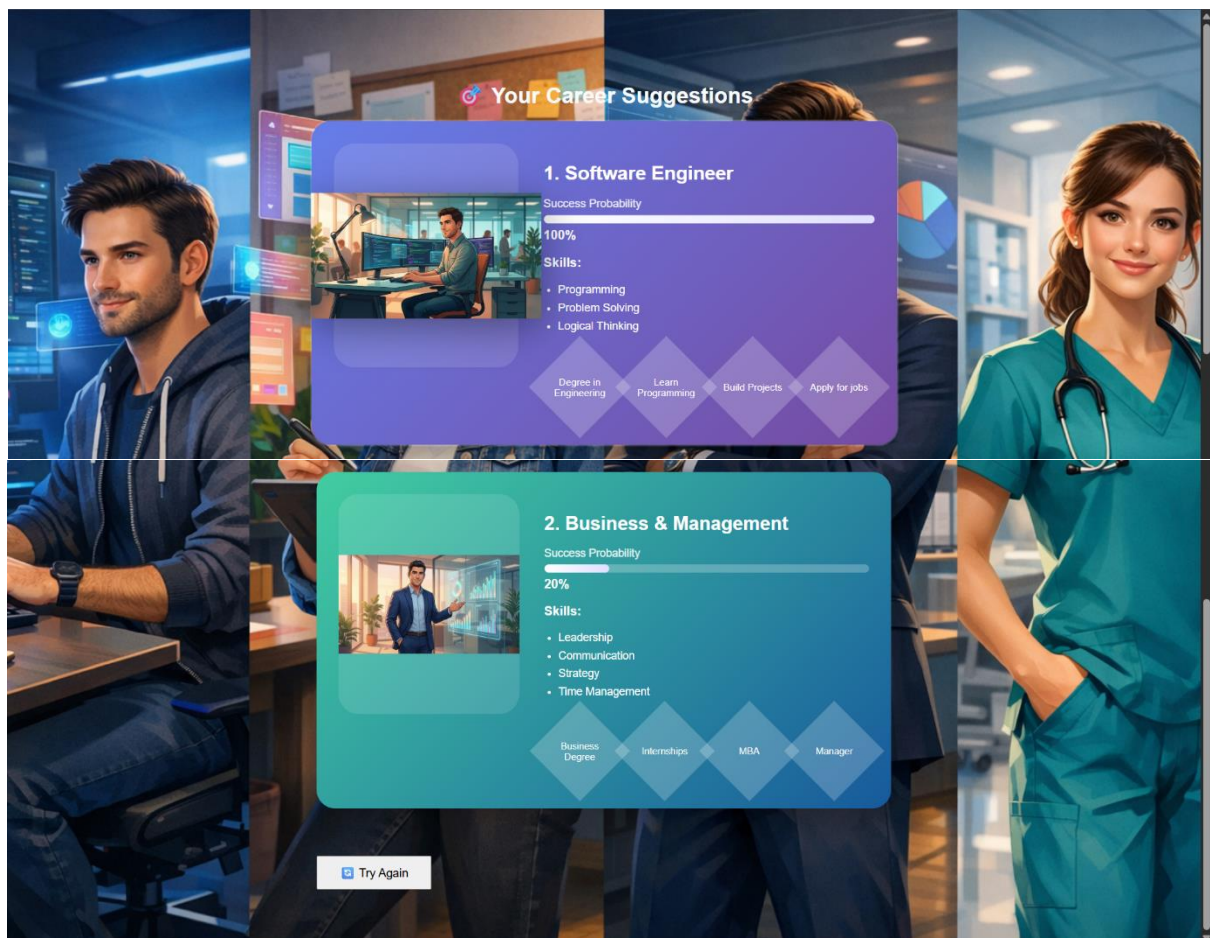 🎯 Your Career Suggestions
1. Software Engineer
Success Probability
100%
Skills:
• Programming
• Problem Solving
• Logical Thinking
Degree in
Engineering
Learn
Programming
Build Projects
Apply for jobs
2. Business & Management
Success Probability
20%
Skills:
• Leadership
• Communication
• Strategy
• Time Management
Business
Degree
Internships
MBA
Manager
🔄 Try Again